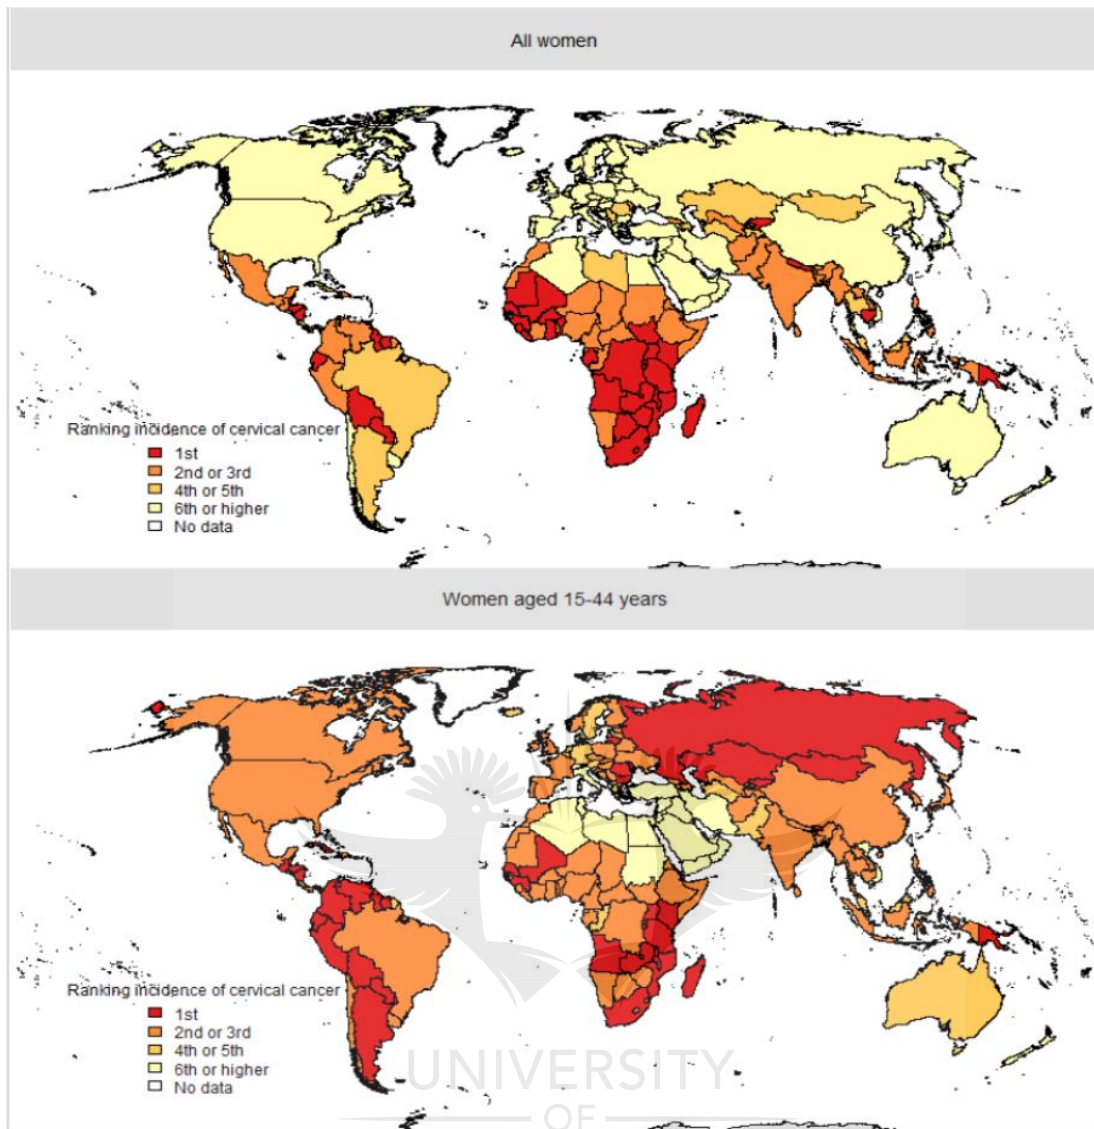 All women
Ranking incidence of cervical cancer
1st
2nd or 3rd
4th or 5th
6th or higher
No data
Women aged 15-44 years
Ranking incidence of cervical cancer
1st
2nd or 3rd
4th or 5th
6th or higher
No data
UNIVERSITY
OF